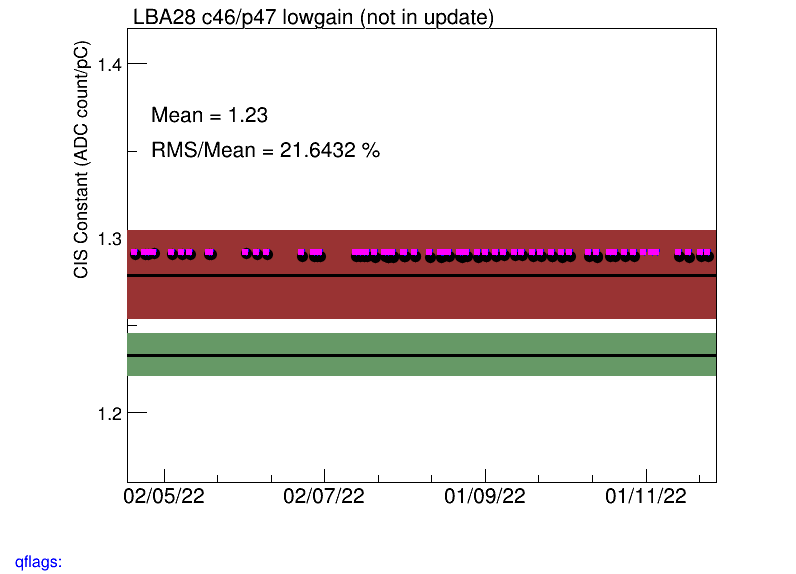 LBA28 c46/p47 lowgain (not in update)
CIS Constant (ADC count/pC)
1.4
Mean = 1.23
RMS/Mean = 21.6432 %
1.3
1.2
02/05/22 02/07/22 01/09/22 01/11/22
qflags: